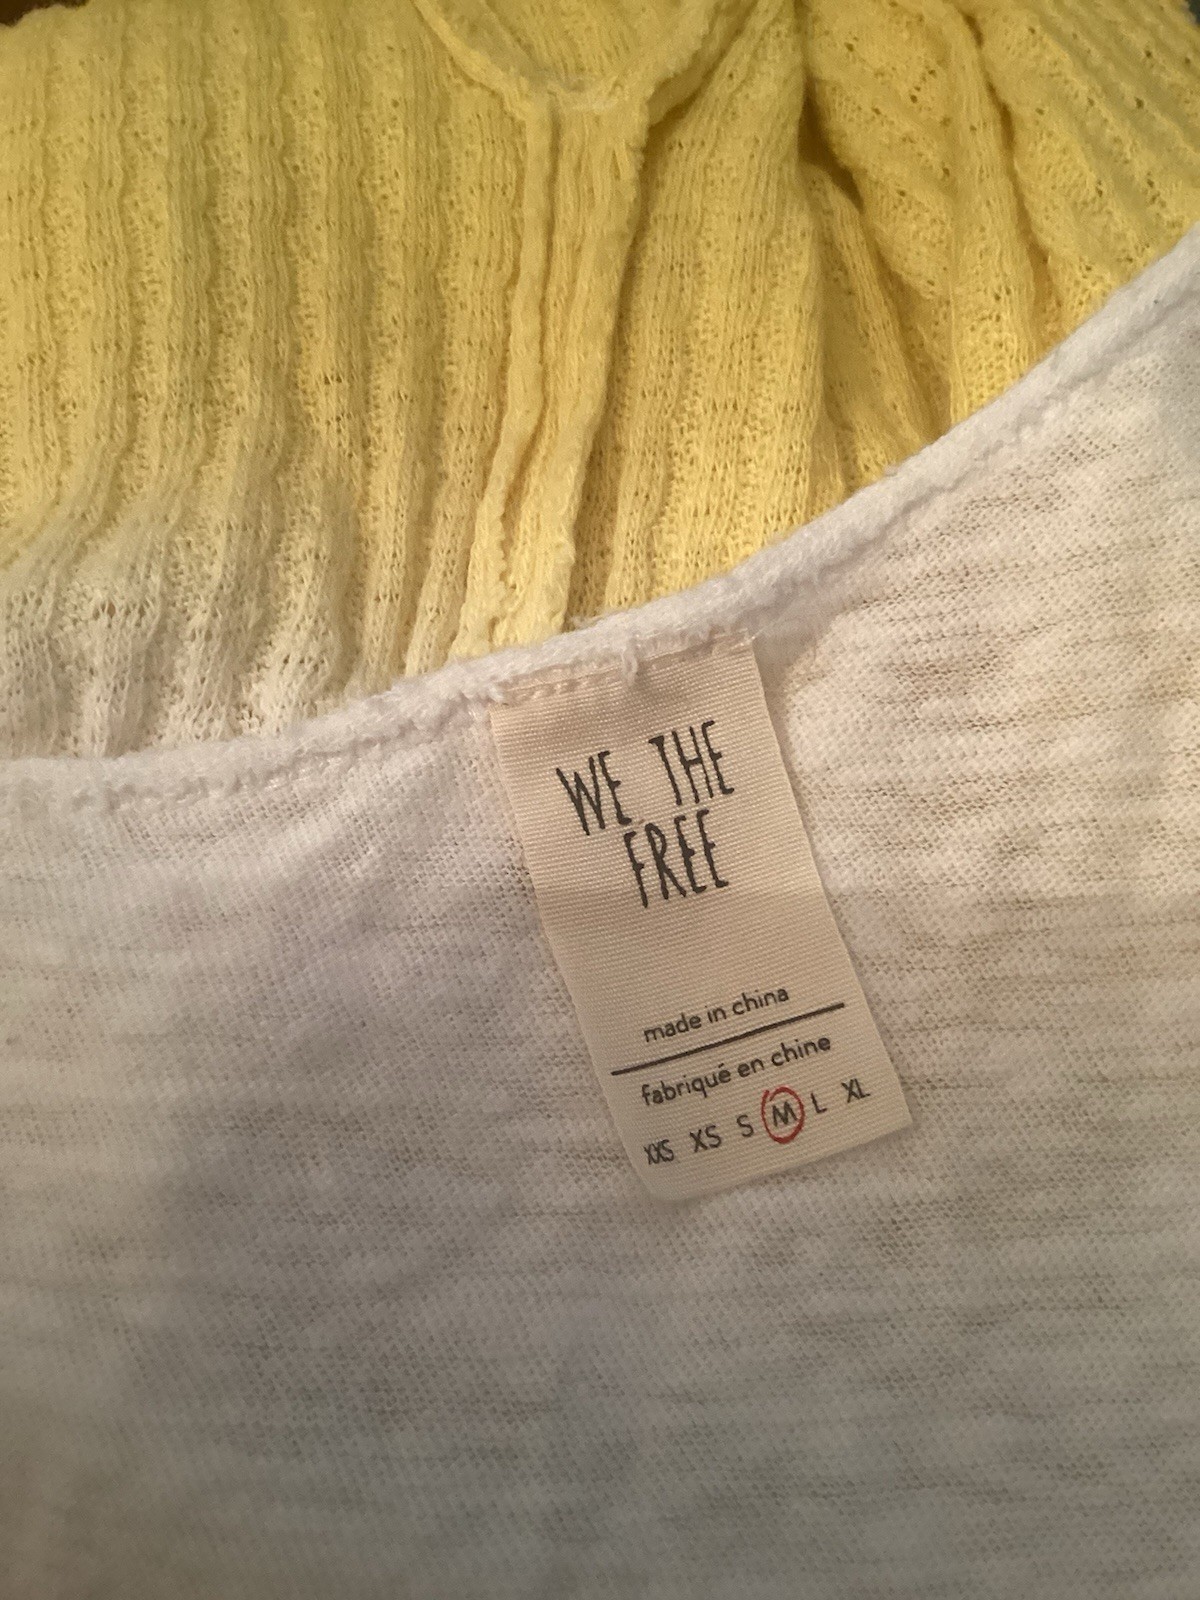 WE THE
FREE
made in china
fabriqué en chine
XXS XS S M L XL